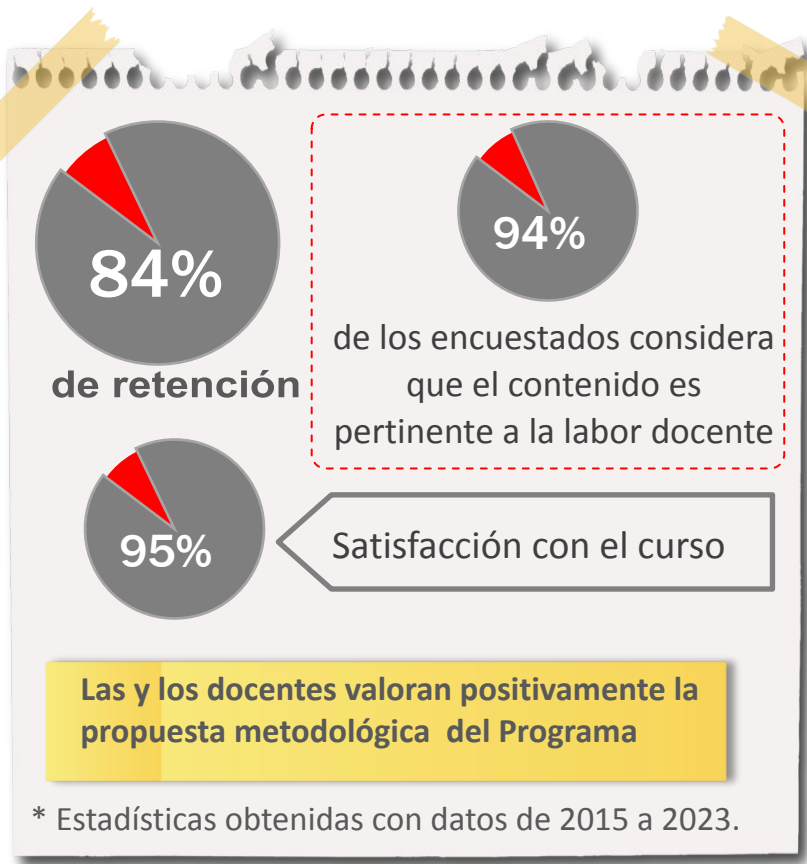 84%
de retención
94%
de los encuestados considera
que el contenido es
pertinente a la labor docente
95%
Satisfacción con el curso
Las y los docentes valoran positivamente la
propuesta metodológica del Programa
* Estadísticas obtenidas con datos de 2015 a 2023.